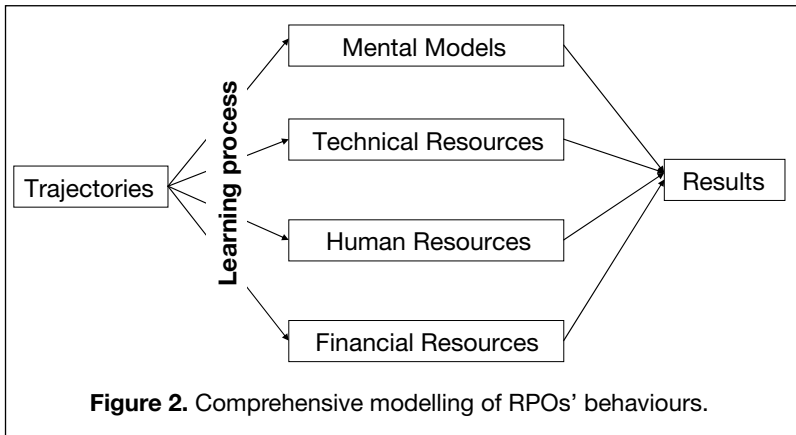 Trajectories
Learning process
Mental Models
Technical Resources
Human Resources
Financial Resources
Results
Figure 2. Comprehensive modelling of RPOs' behaviours.